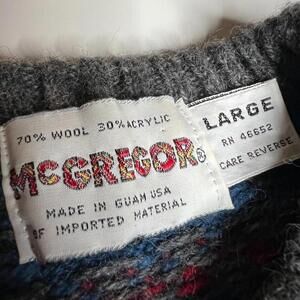 70% WOOL 30% ACRYLIC
McGREGOR®
MADE IN GUAM USA
OF IMPORTED MATERIAL
LARGE
RN 46652
CARE REVERSE